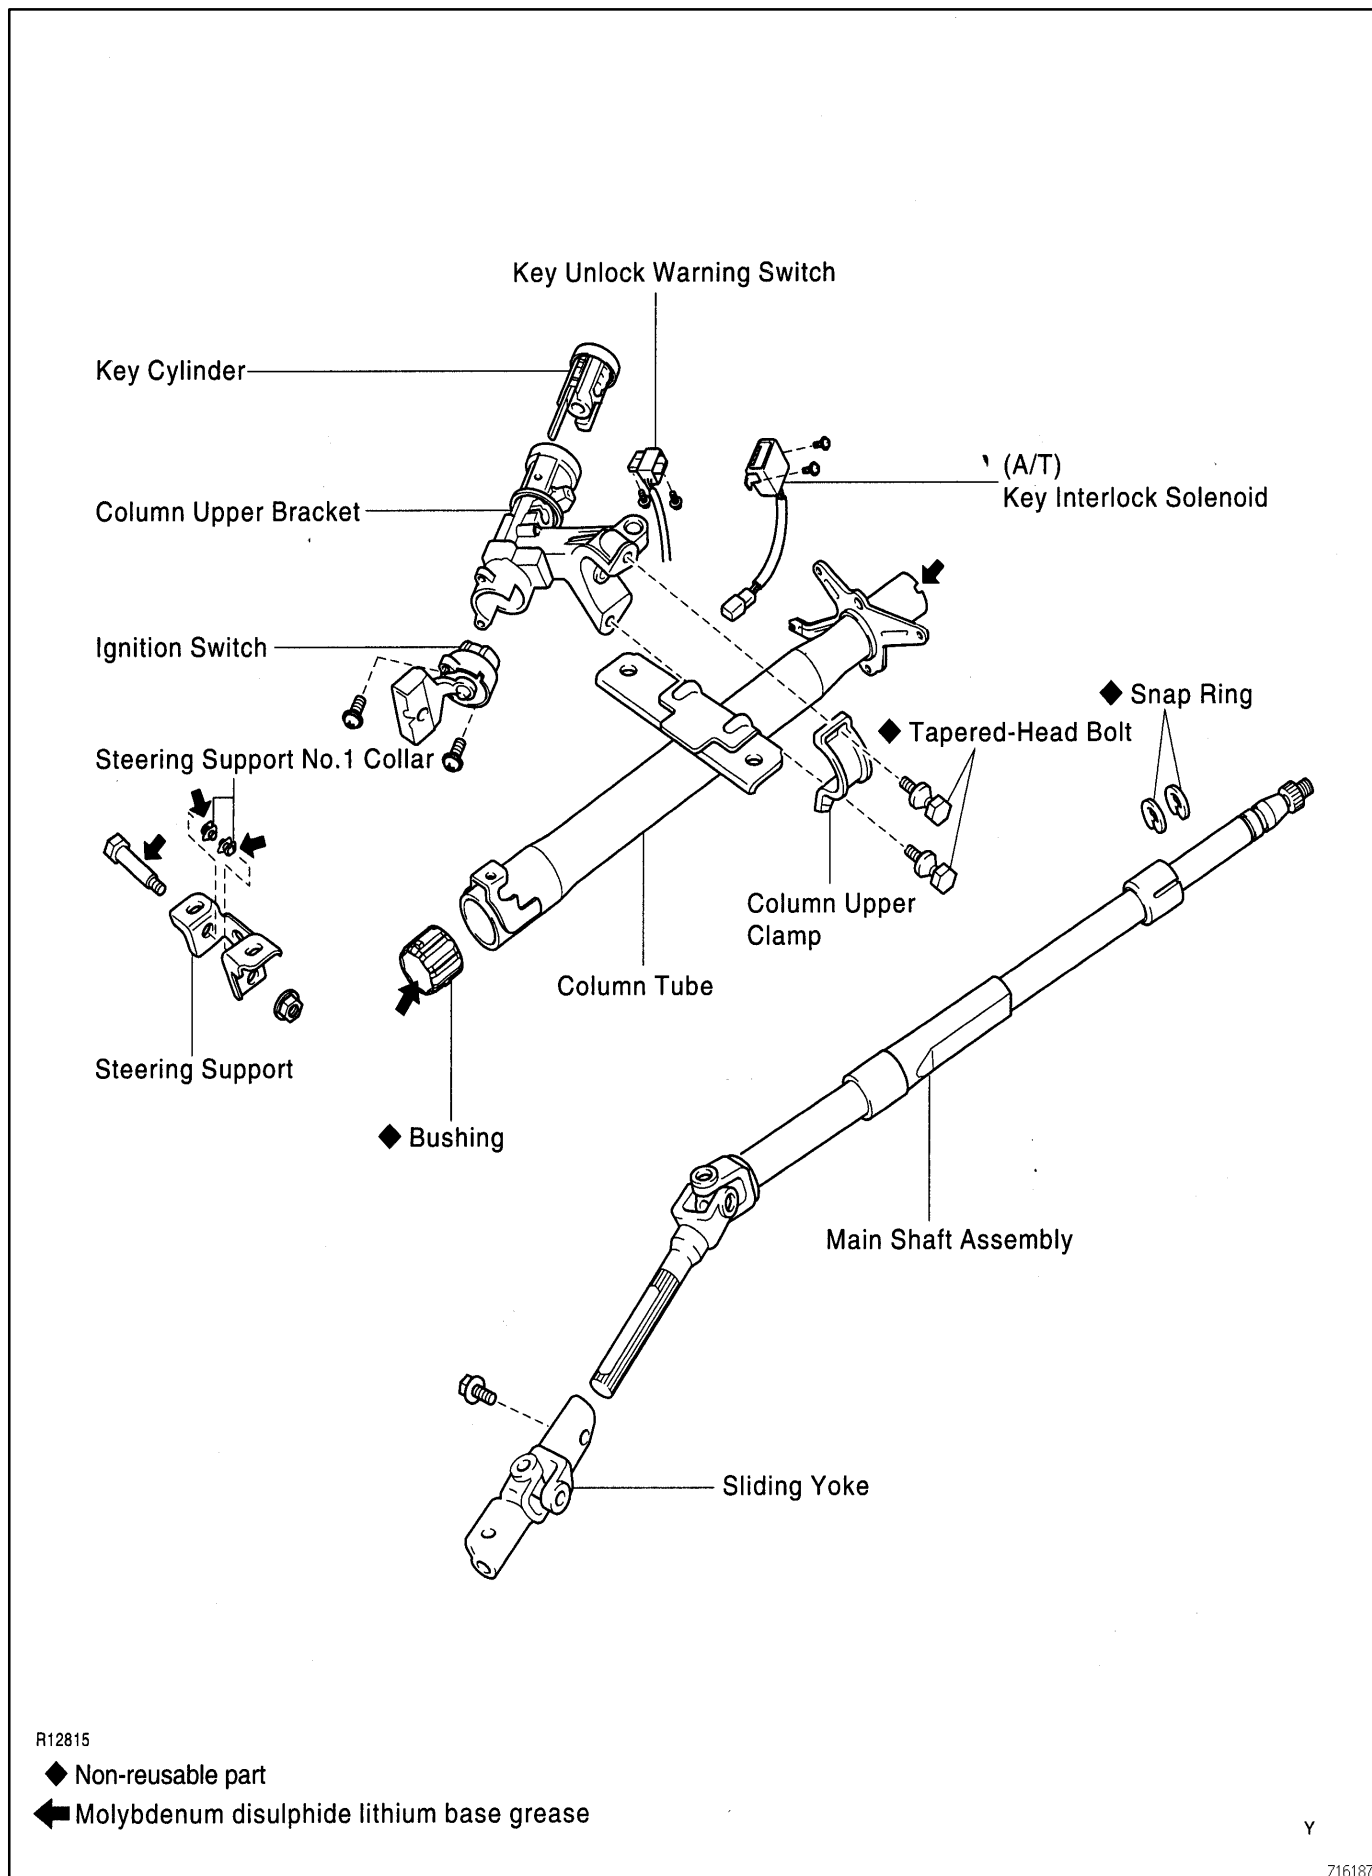 Key Unlock Warning Switch
Key Cylinder
(A/T)
Key Interlock Solenoid
Column Upper Bracket
Ignition Switch
◆ Snap Ring
◆ Tapered-Head Bolt
Steering Support No.1 Collar
Column Upper
Clamp
Column Tube
Steering Support
◆ Bushing
Main Shaft Assembly
Sliding Yoke
R12815
◆ Non-reusable part
Molybdenum disulphide lithium base grease
Y
716187